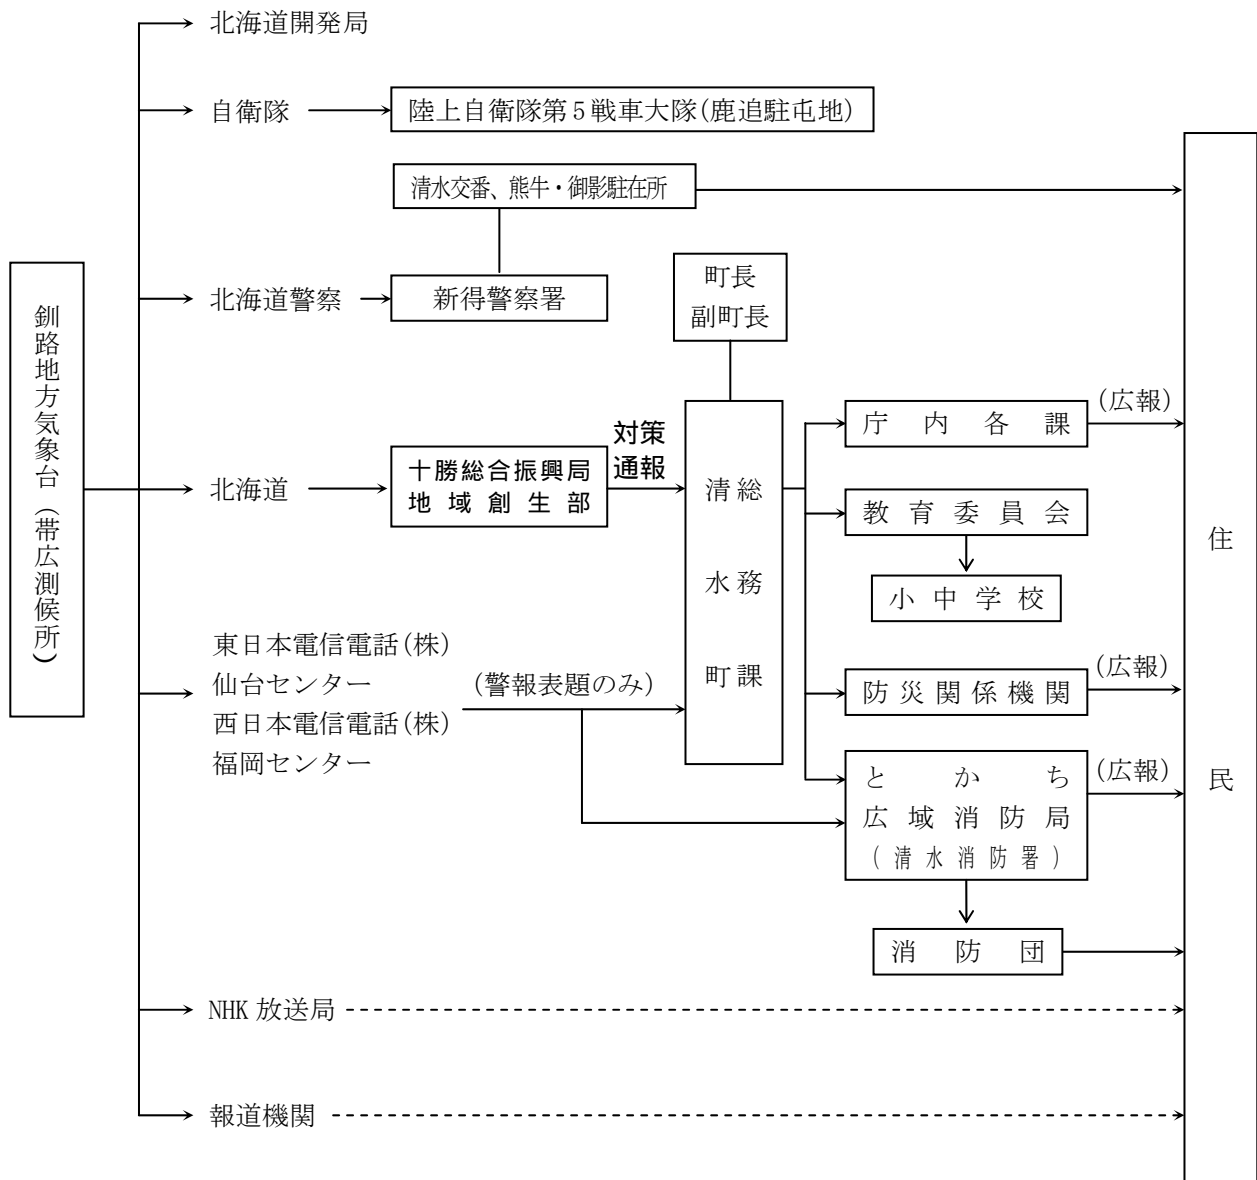 北海道開発局
自衛隊
陸上自衛隊第5戦車大隊(鹿追駐屯地)
清水交番、熊牛・御影駐在所
北海道警察
新得警察署
町長
副町長
釧路地方気象台(帯広測候所)
北海道
十勝総合振興局
地域創生部
対策
通報
清水町
総務課
庁内各課
(広報)
教育委員会
小中学校
東日本電信電話(株)
仙台センター
西日本電信電話(株)
福岡センター
(警報表題のみ)
防災関係機関
(広報)
とかち
広域消防局
(清水消防署)
(広報)
消防団
住民
NHK 放送局
報道機関